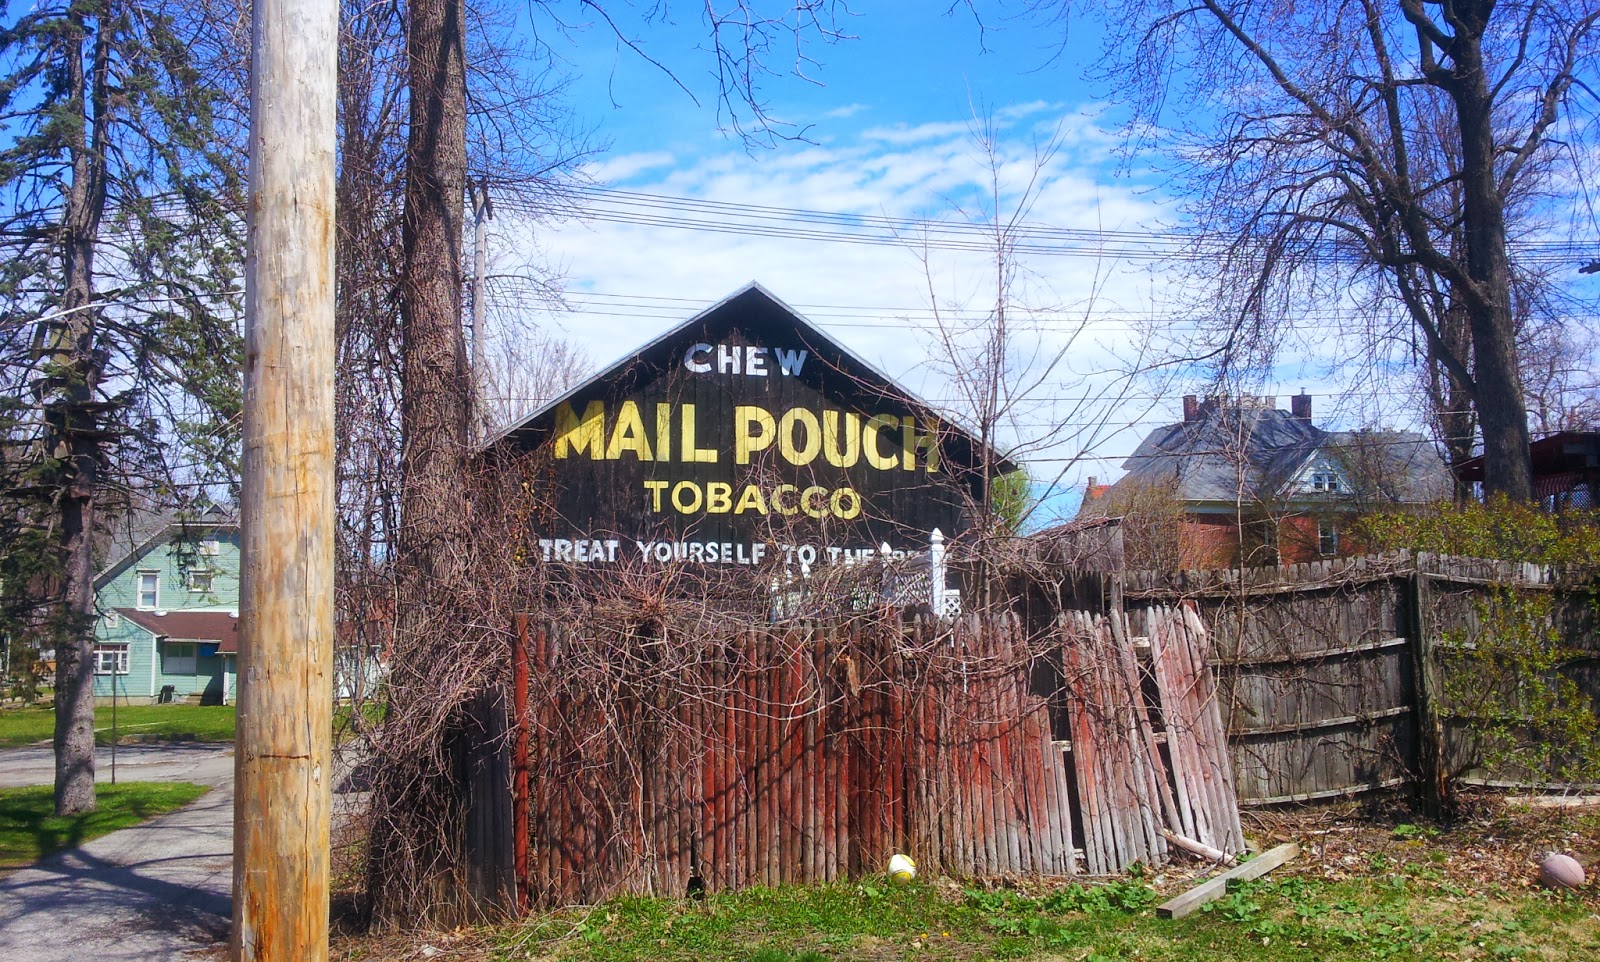 CHEW
MAIL POUCH
TOBACCO
TREAT YOURSELF TO THE